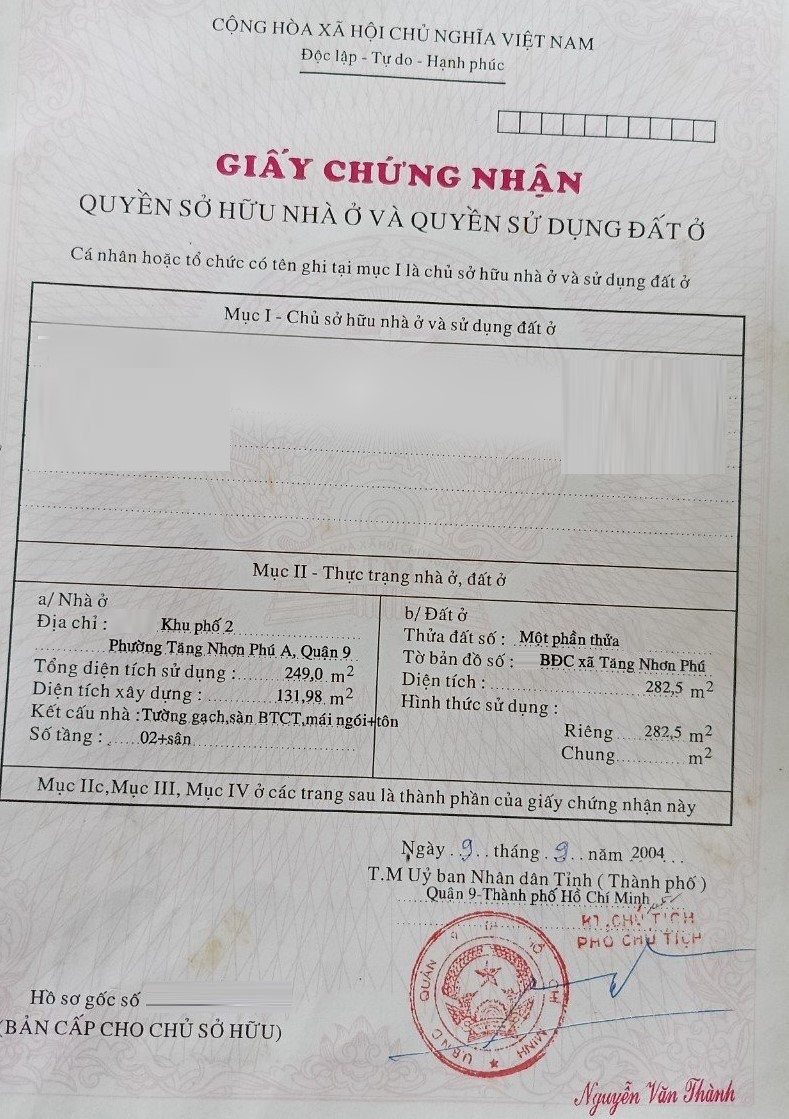 CỘNG HÒA XÃ HỘI CHỦ NGHĨA VIỆT NAM
Độc lập - Tự do - Hạnh phúc
GIẤY CHỨNG NHẬN
QUYỀN SỞ HỮU NHÀ Ở VÀ QUYỀN SỬ DỤNG ĐẤT Ở
Cá nhân hoặc tổ chức có tên ghi tại mục I là chủ sở hữu nhà ở và sử dụng đất ở
Mục I - Chủ sở hữu nhà ở và sử dụng đất ở
Mục II - Thực trạng nhà ở, đất ở
a/ Nhà ở
Địa chỉ : Khu phố 2
Phường Tăng Nhơn Phú A, Quận 9
Tổng diện tích sử dụng : 249,0 m²
Diện tích xây dựng : 131,98 m²
Kết cấu nhà : Tường gạch,sàn BTCT,mái ngói+tôn
Số tầng : 02+sân
b/ Đất ở
Thửa đất số : Một phần thửa
Tờ bản đồ số : BĐC xã Tăng Nhơn Phú
Diện tích : 282,5 m²
Hình thức sử dụng :
Riêng 282,5 m²
Chung m²
Mục IIc,Mục III, Mục IV ở các trang sau là thành phần của giấy chứng nhận này
Ngày 9 tháng 9 năm 2004
T.M Uỷ ban Nhân dân Tỉnh ( Thành phố )
Quận 9-Thành phố Hồ Chí Minh
KT.CHỦ TỊCH
PHÓ CHỦ TỊCH
UBND QUẬN 9 TP HỒ CHÍ MINH
Hồ sơ gốc số
(BẢN CẤP CHO CHỦ SỞ HỮU)
Nguyễn Văn Thành